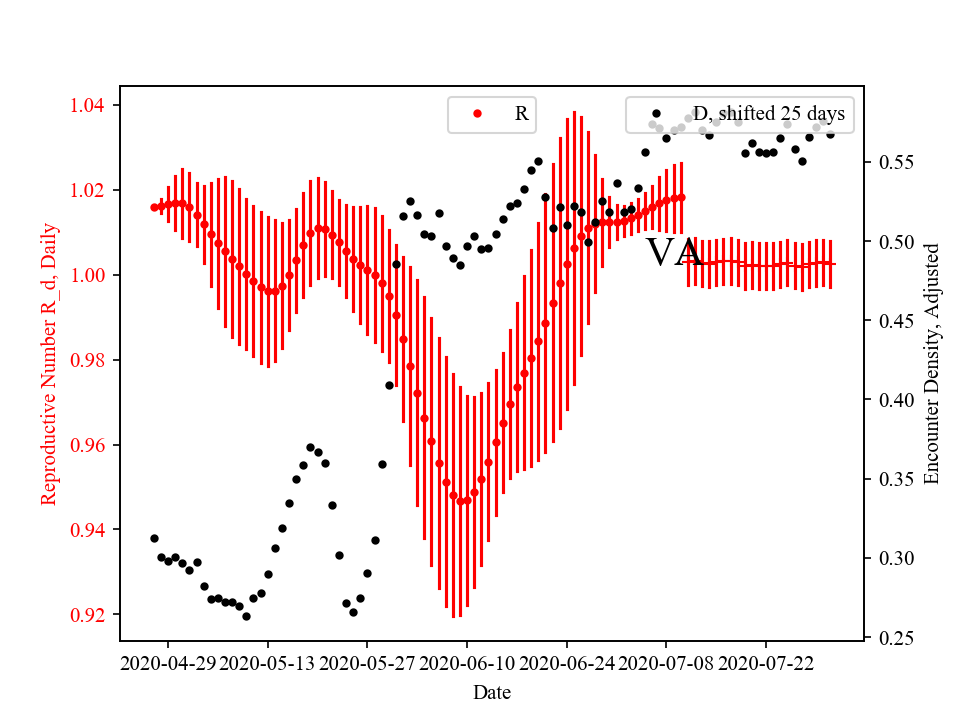 R
D, shifted 25 days
1.04
1.02
1.00
0.98
0.96
0.94
0.92
Reproductive Number R_d, Daily
VA
0.55
0.50
0.45
0.40
0.35
0.30
0.25
Encounter Density, Adjusted
2020-04-29 2020-05-13 2020-05-27 2020-06-10 2020-06-24 2020-07-08 2020-07-22
Date